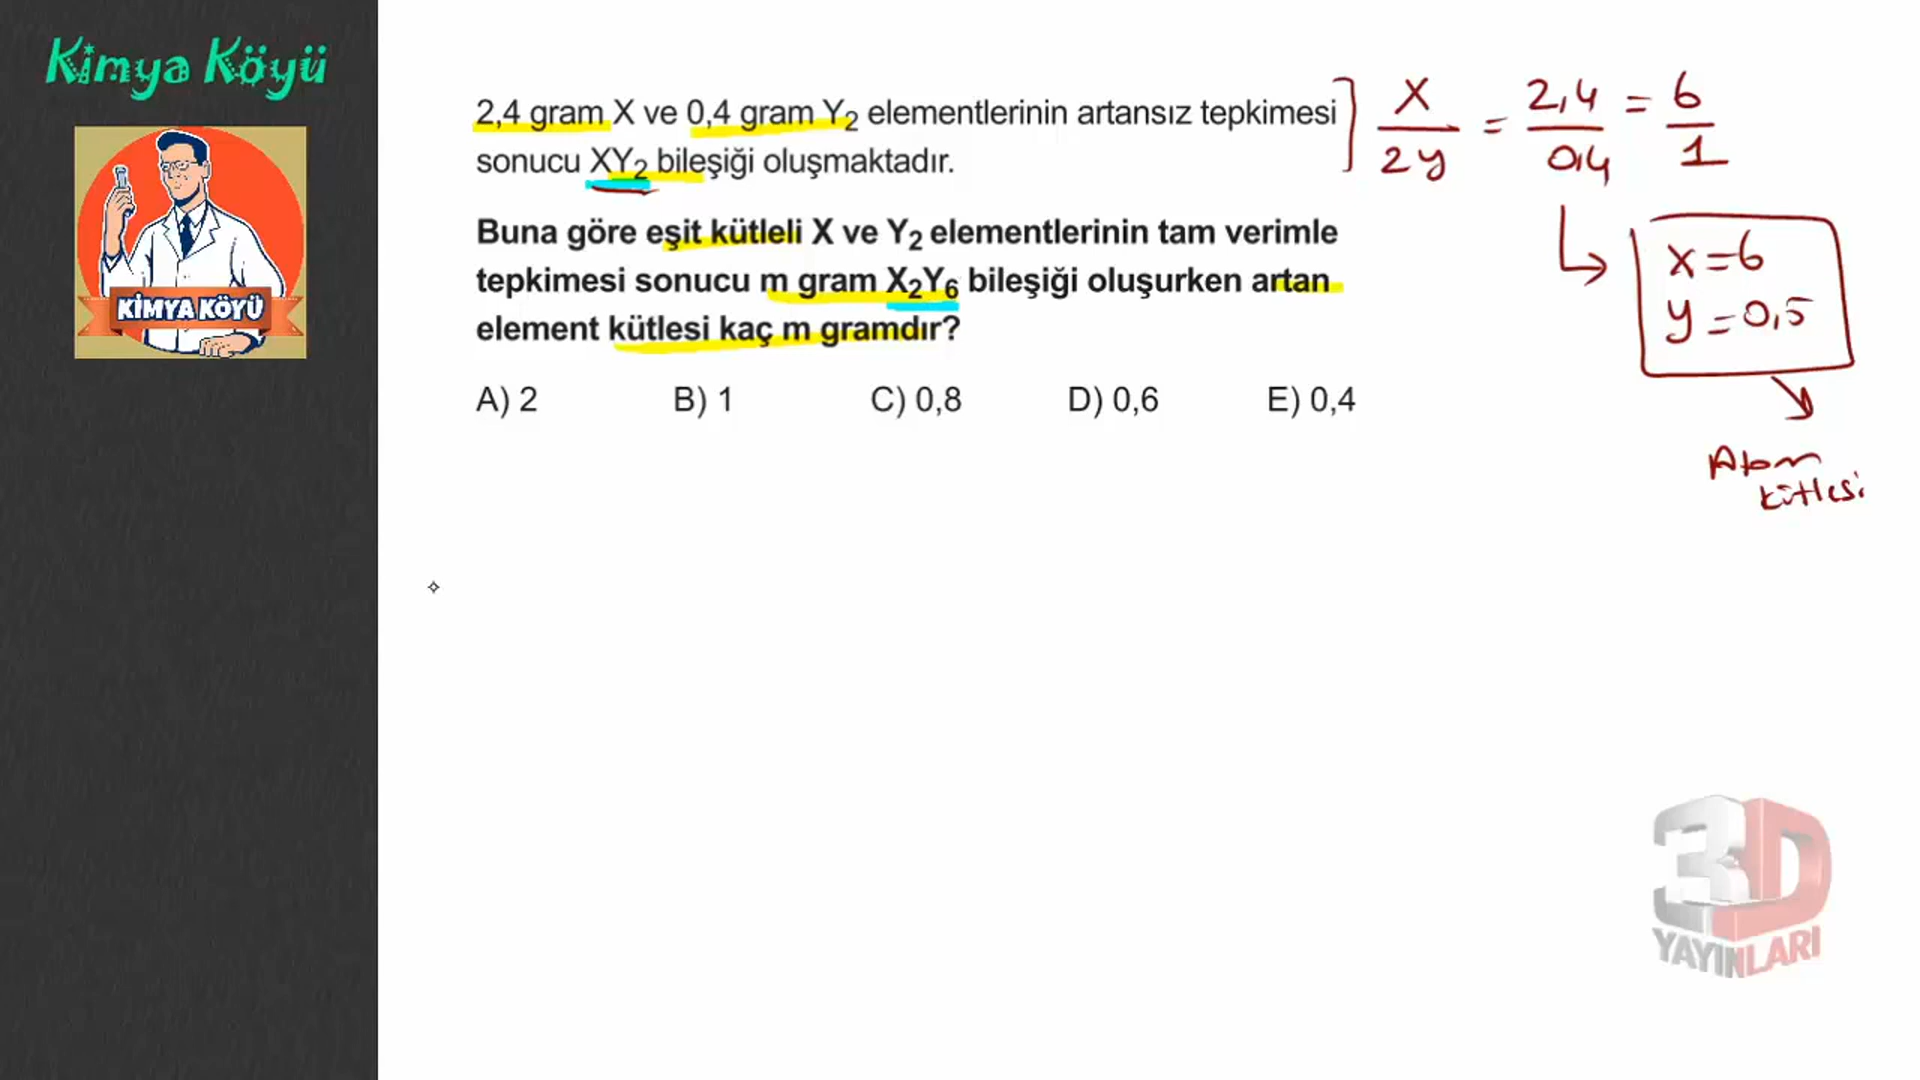 Kimya Köyü
KİMYA KÖYÜ
2,4 gram X ve 0,4 gram Y₂ elementlerinin artansız tepkimesi
sonucu XY₂ bileşiği oluşmaktadır.
Buna göre eşit kütleli X ve Y₂ elementlerinin tam verimle
tepkimesi sonucu m gram X₂Y₆ bileşiği oluşurken artan
element kütlesi kaç m gramdır?
A) 2 B) 1 C) 0,8 D) 0,6 E) 0,4
X/2y = 2,4/0,4 = 6/1
x=6
y=0,5
Atom
kütlesi
3D
YAYINLARI